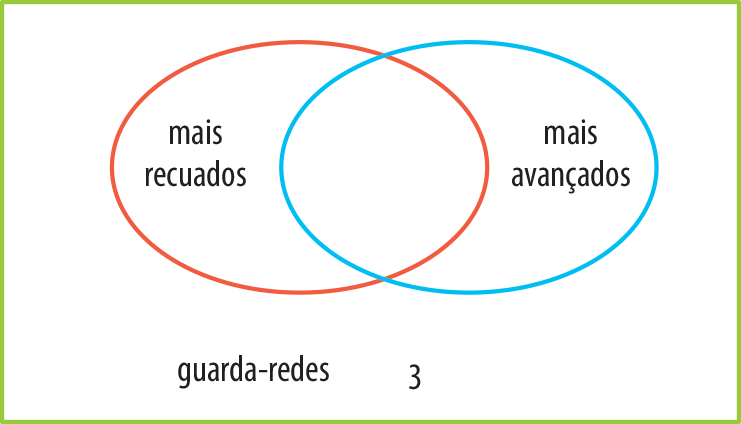 mais
recuados
mais
avançados
guarda-redes 3